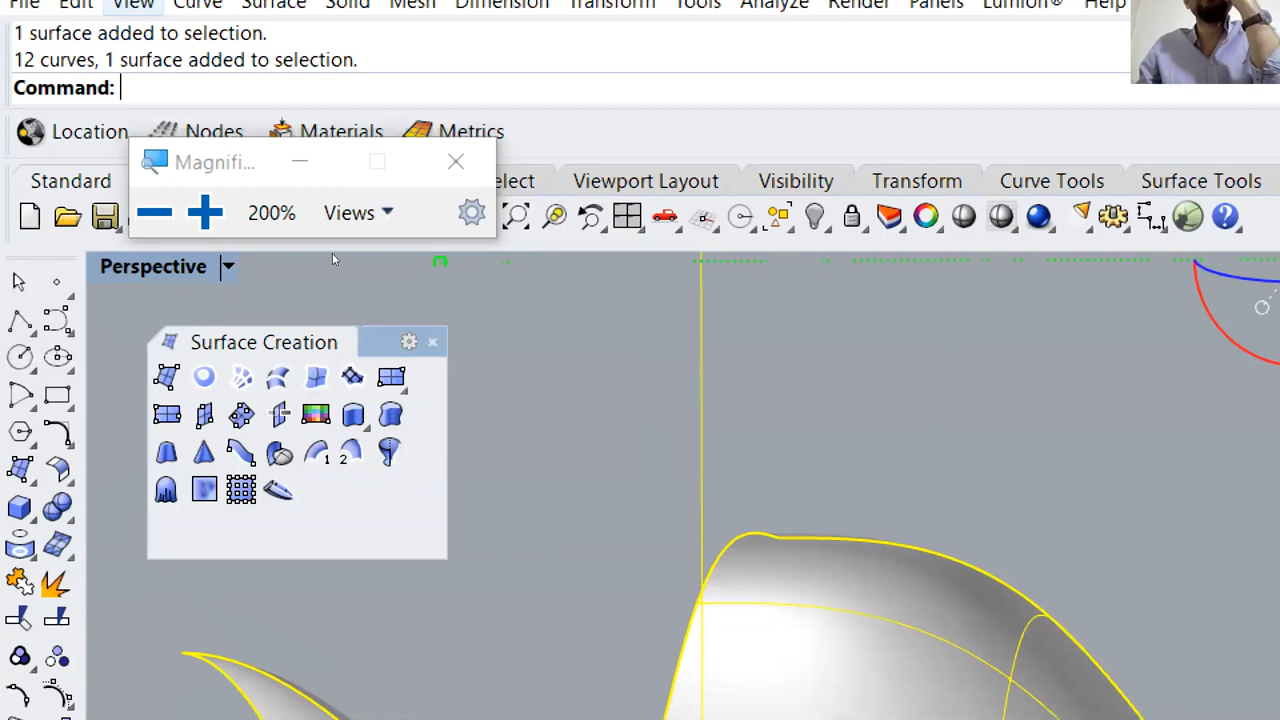 File Edit View Curve Surface Solid Mesh Dimension Transform Tools Analyze Render Panels Lumion® Help
1 surface added to selection.
12 curves, 1 surface added to selection.
Command:
Location Nodes Materials Metrics
Magnifi...
Standard elect Viewport Layout Visibility Transform Curve Tools Surface Tools
200% Views
Perspective
Surface Creation
1 2